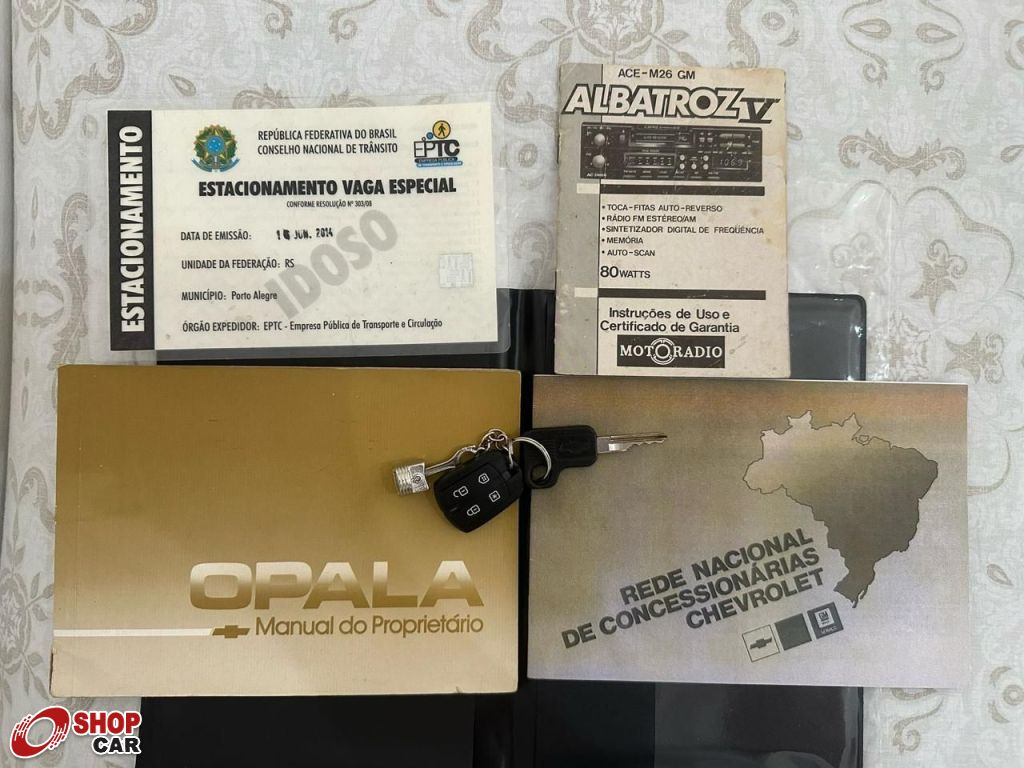 ESTACIONAMENTO
REPÚBLICA FEDERATIVA DO BRASIL
CONSELHO NACIONAL DE TRÂNSITO
EPTC
ESTACIONAMENTO VAGA ESPECIAL
CONFORME RESOLUÇÃO Nº 303/08
DATA DE EMISSÃO: 16 JUN. 2014
IDOSO
UNIDADE DA FEDERAÇÃO: RS
MUNICÍPIO: Porto Alegre
ÓRGÃO EXPEDIDOR: EPTC - Empresa Pública de Transporte e Circulação
ACE-M26 GM
ALBATROZ V
• TOCA-FITAS AUTO-REVERSO
• RÁDIO FM ESTÉREO/AM
• SINTETIZADOR DIGITAL DE FREQÜÊNCIA
• MEMÓRIA
• AUTO-SCAN
80 WATTS
Instruções de Uso e
Certificado de Garantia
MOTORADIO
OPALA
Manual do Proprietário
REDE NACIONAL
DE CONCESSIONÁRIAS
CHEVROLET
GM
SHOP
CAR